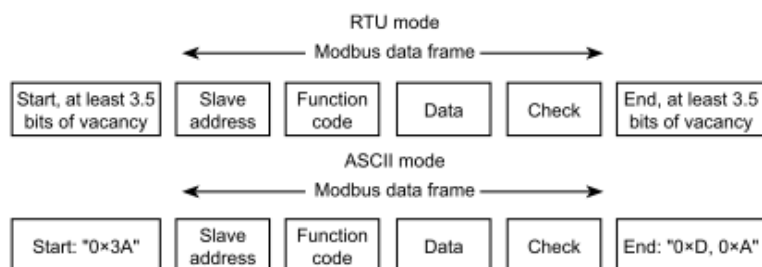 RTU mode
Modbus data frame
Start, at least 3.5
bits of vacancy
Slave
address
Function
code
Data
Check
End, at least 3.5
bits of vacancy
ASCII mode
Modbus data frame
Start: "0×3A"
Slave
address
Function
code
Data
Check
End: "0×D, 0×A"